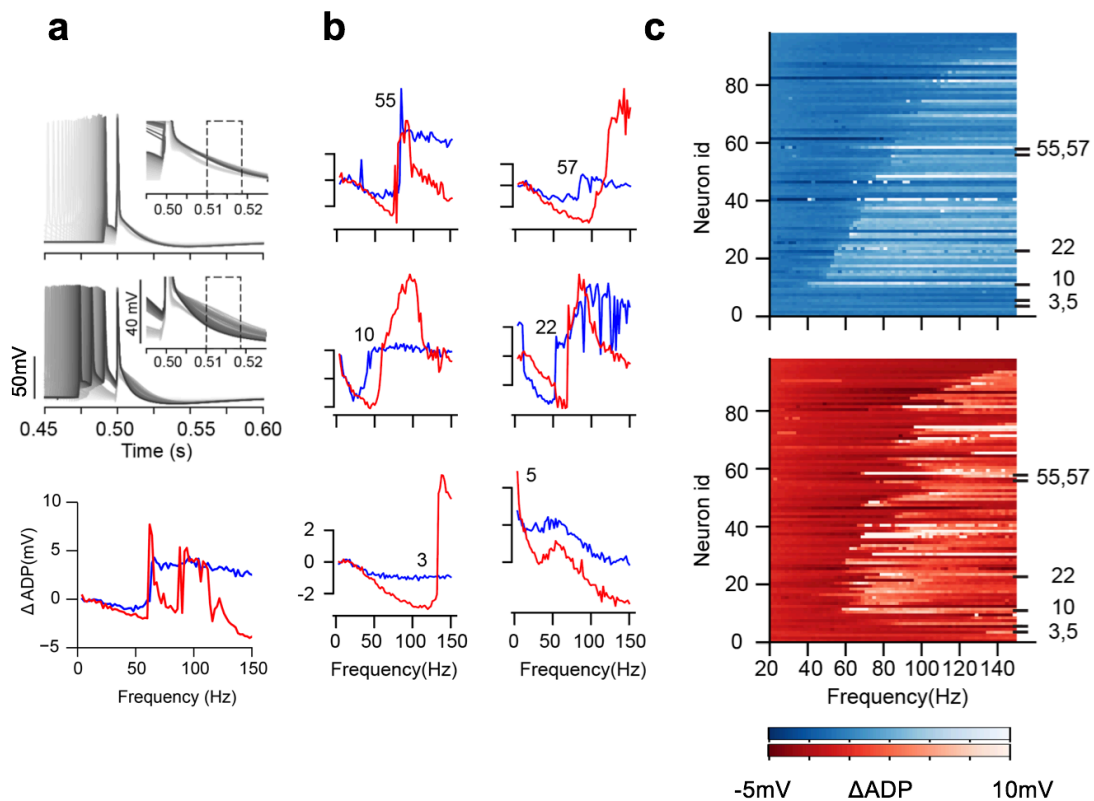 a
b
c
0.50 0.51 0.52
40 mV
0.50 0.51 0.52
50mV
0.45 0.50 0.55 0.60
Time (s)
10
5
0
−5
Δ ADP(mV)
0 50 100 150
Frequency (Hz)
55
57
10
22
3
5
2
0
-2
0 50 100 150
0 50 100 150
Frequency(Hz)
Frequency(Hz)
80
60
40
20
0
Neuron id
55,57
22
10
3,5
80
60
40
20
0
Neuron id
55,57
22
10
3,5
20 40 60 80 100 120 140
Frequency(Hz)
-5mV ΔADP 10mV